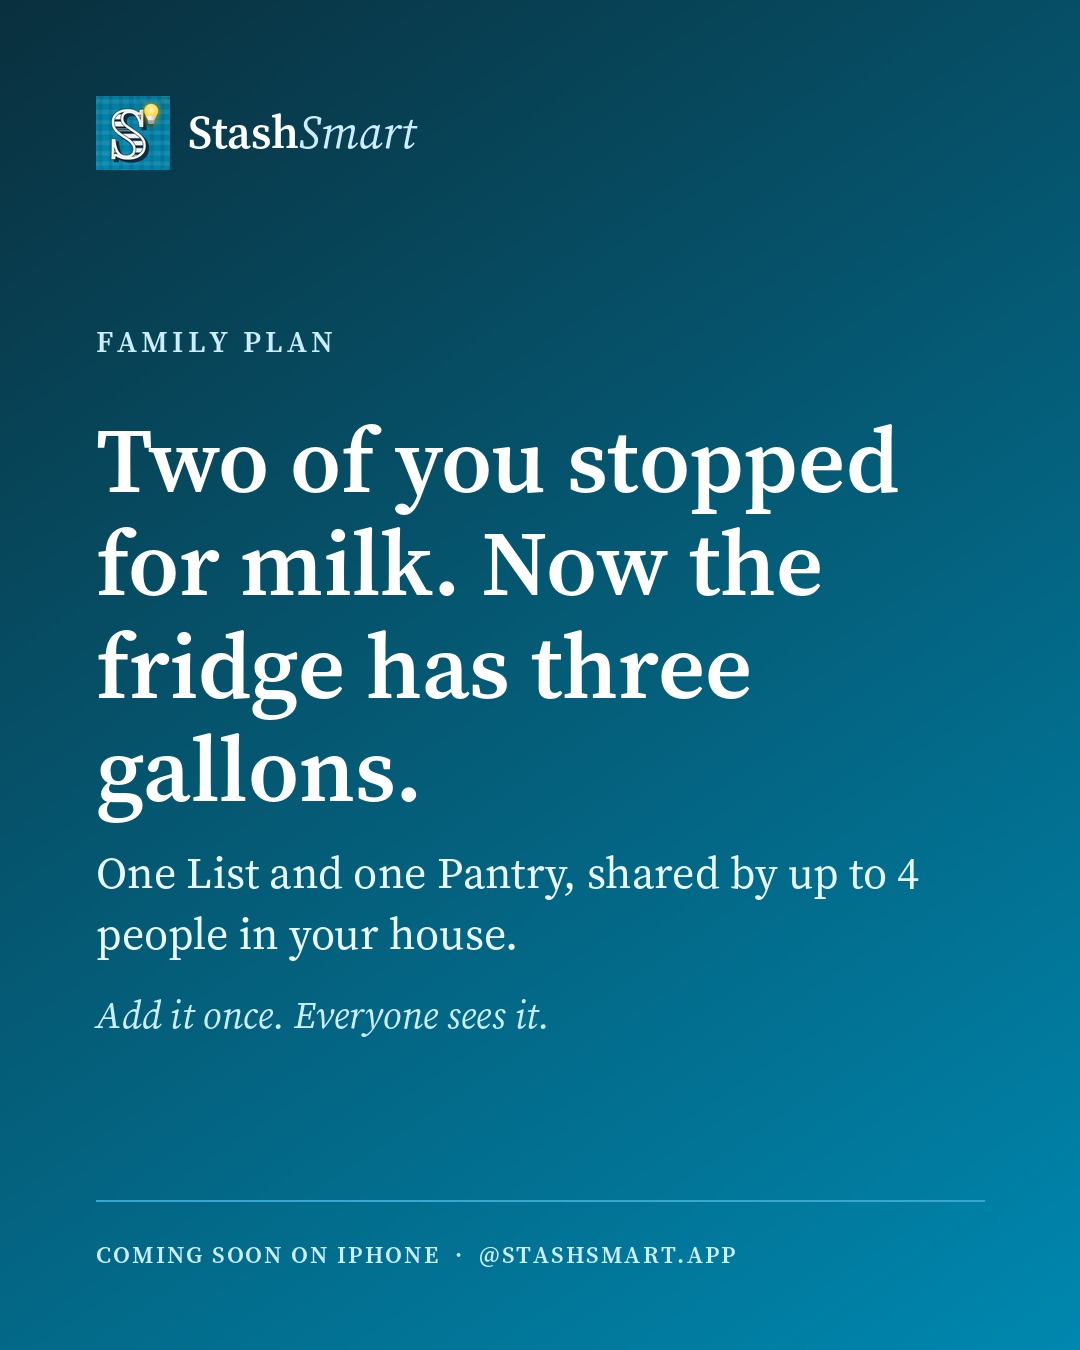 S
StashSmart
FAMILY PLAN
Two of you stopped
for milk. Now the
fridge has three
gallons.
One List and one Pantry, shared by up to 4
people in your house.
Add it once. Everyone sees it.
COMING SOON ON IPHONE · @STASHSMART.APP